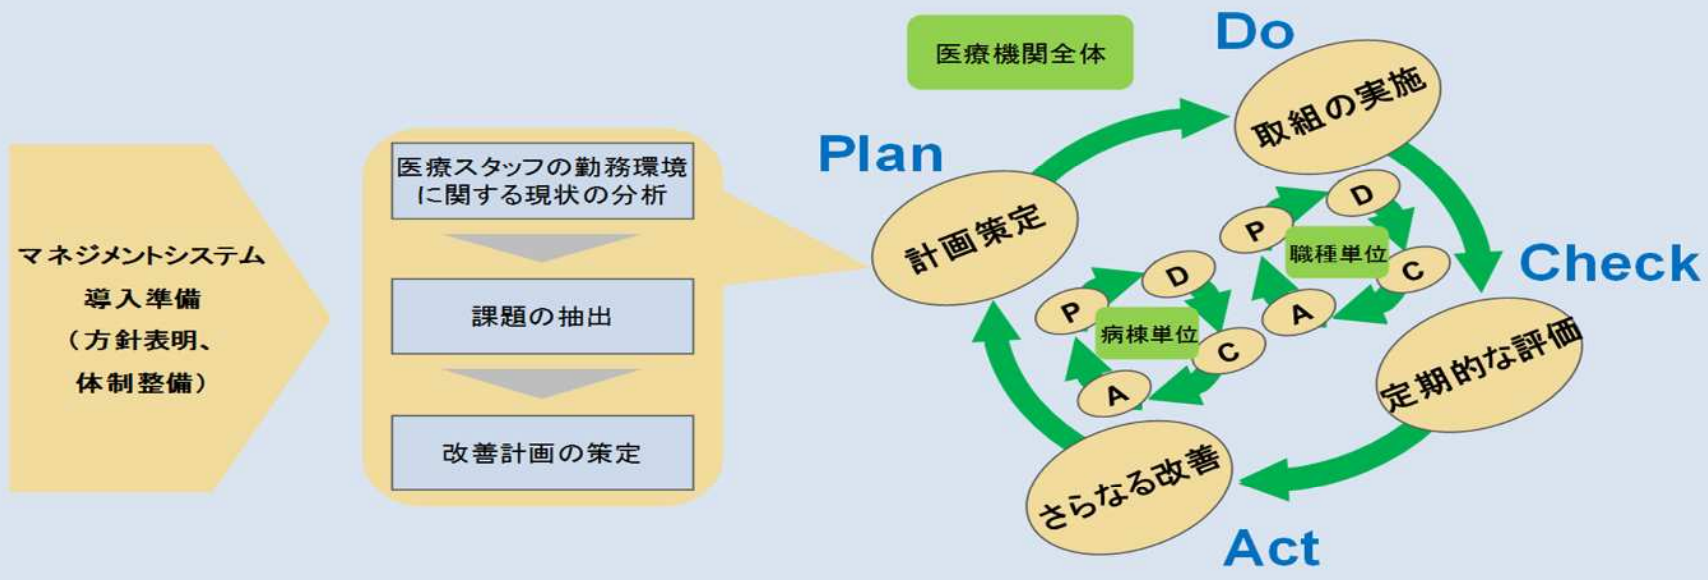 マネジメントシステム
導入準備
（方針表明、
体制整備）
医療スタッフの勤務環境
に関する現状の分析
課題の抽出
改善計画の策定
医療機関全体
Plan
計画策定
Do
取組の実施
Check
定期的な評価
Act
さらなる改善
P
D
職種単位
C
A
P
D
病棟単位
C
A